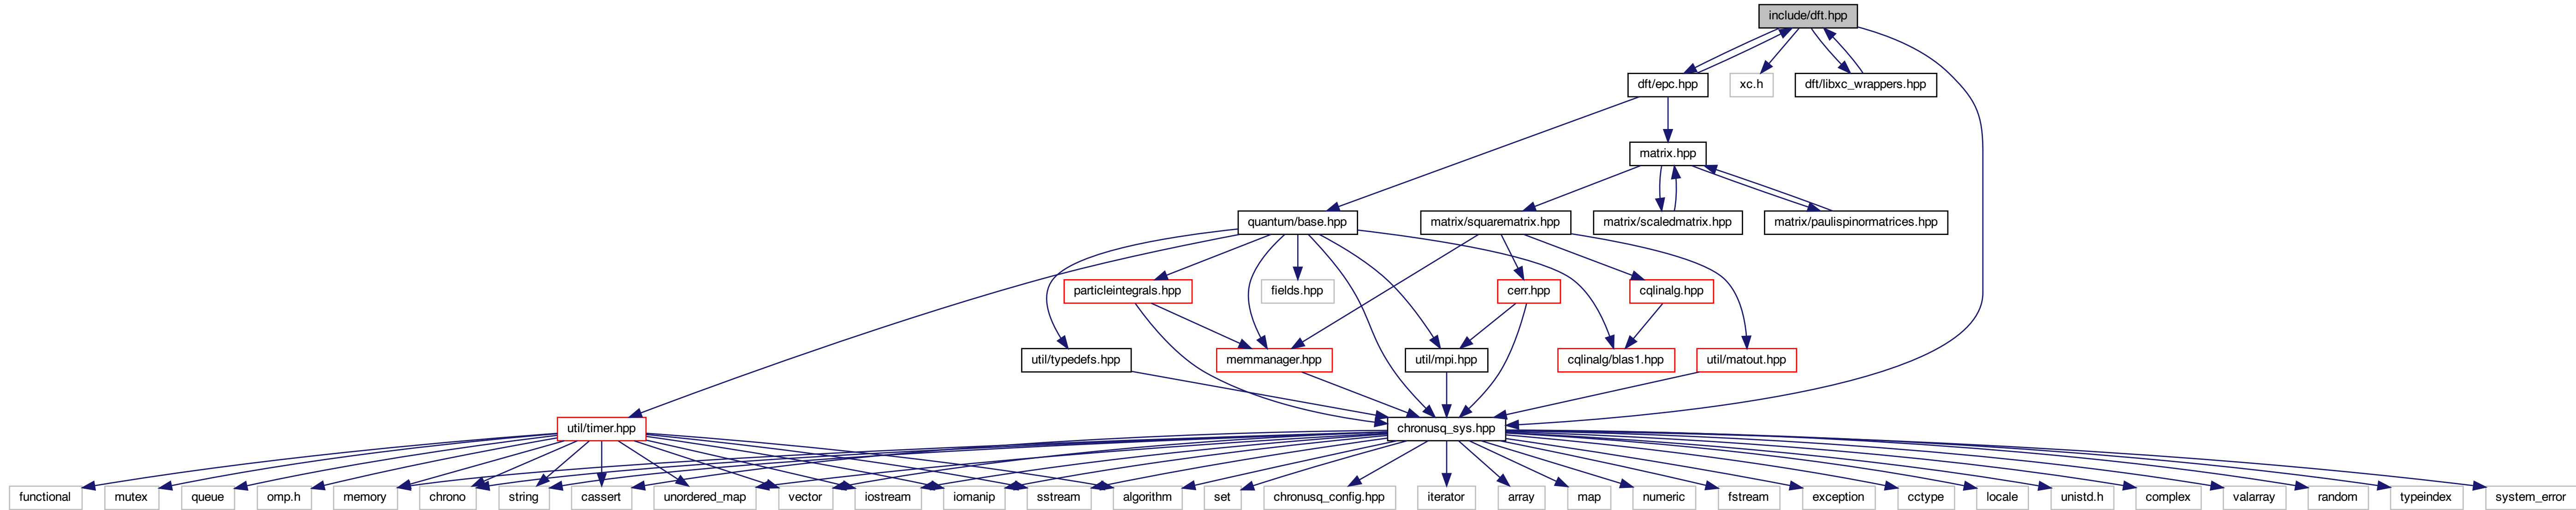 include/dft.hpp
dft/epc.hpp
xc.h
dft/libxc_wrappers.hpp
matrix.hpp
quantum/base.hpp
matrix/squarematrix.hpp
matrix/scaledmatrix.hpp
matrix/paulispinormatrices.hpp
particleintegrals.hpp
fields.hpp
cerr.hpp
cqlinalg.hpp
util/typedefs.hpp
memmanager.hpp
util/mpi.hpp
cqlinalg/blas1.hpp
util/matout.hpp
util/timer.hpp
chronusq_sys.hpp
functional
mutex
queue
omp.h
memory
chrono
string
cassert
unordered_map
vector
iostream
iomanip
sstream
algorithm
set
chronusq_config.hpp
iterator
array
map
numeric
fstream
exception
cctype
locale
unistd.h
complex
valarray
random
typeindex
system_error